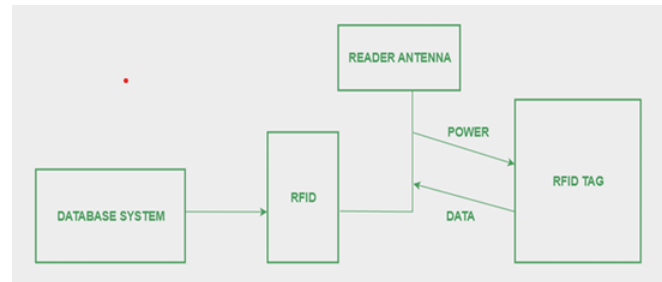 READER ANTENNA
POWER
RFID TAG
RFID
DATABASE SYSTEM
DATA